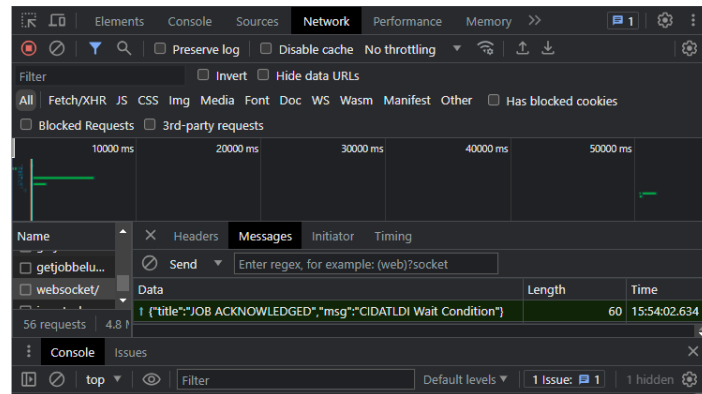 Elements Console Sources Network Performance Memory 1
Preserve log Disable cache No throttling
Filter Invert Hide data URLs
All Fetch/XHR JS CSS Img Media Font Doc WS Wasm Manifest Other Has blocked cookies
Blocked Requests 3rd-party requests
10000 ms 20000 ms 30000 ms 40000 ms 50000 ms
Name Headers Messages Initiator Timing
Send Enter regex, for example: (web)?socket
getjobbelu...
Data Length Time
websocket/
{"title":"JOB ACKNOWLEDGED","msg":"CIDATLDI Wait Condition"} 60 15:54:02.634
56 requests 4.8 M
Console Issues
top Filter Default levels 1 Issue: 1 1 hidden